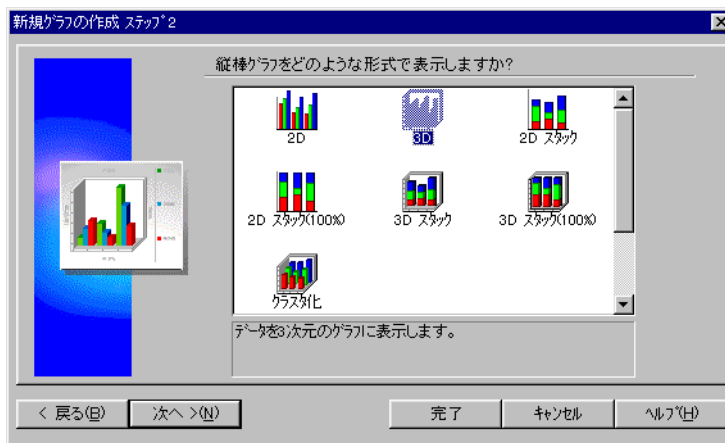 新規ｸﾞﾗﾌの作成 ｽﾃｯﾌﾟ2
縦棒ｸﾞﾗﾌをどのような形式で表示しますか?
2D
3D
2D ｽﾀｯｸ
2D ｽﾀｯｸ(100%)
3D ｽﾀｯｸ
3D ｽﾀｯｸ(100%)
ｸﾗｽﾀ化
ﾃﾞｰﾀを3次元のｸﾞﾗﾌに表示します。
< 戻る(B)
次へ >(N)
完了
ｷｬﾝｾﾙ
ﾍﾙﾌﾟ(H)